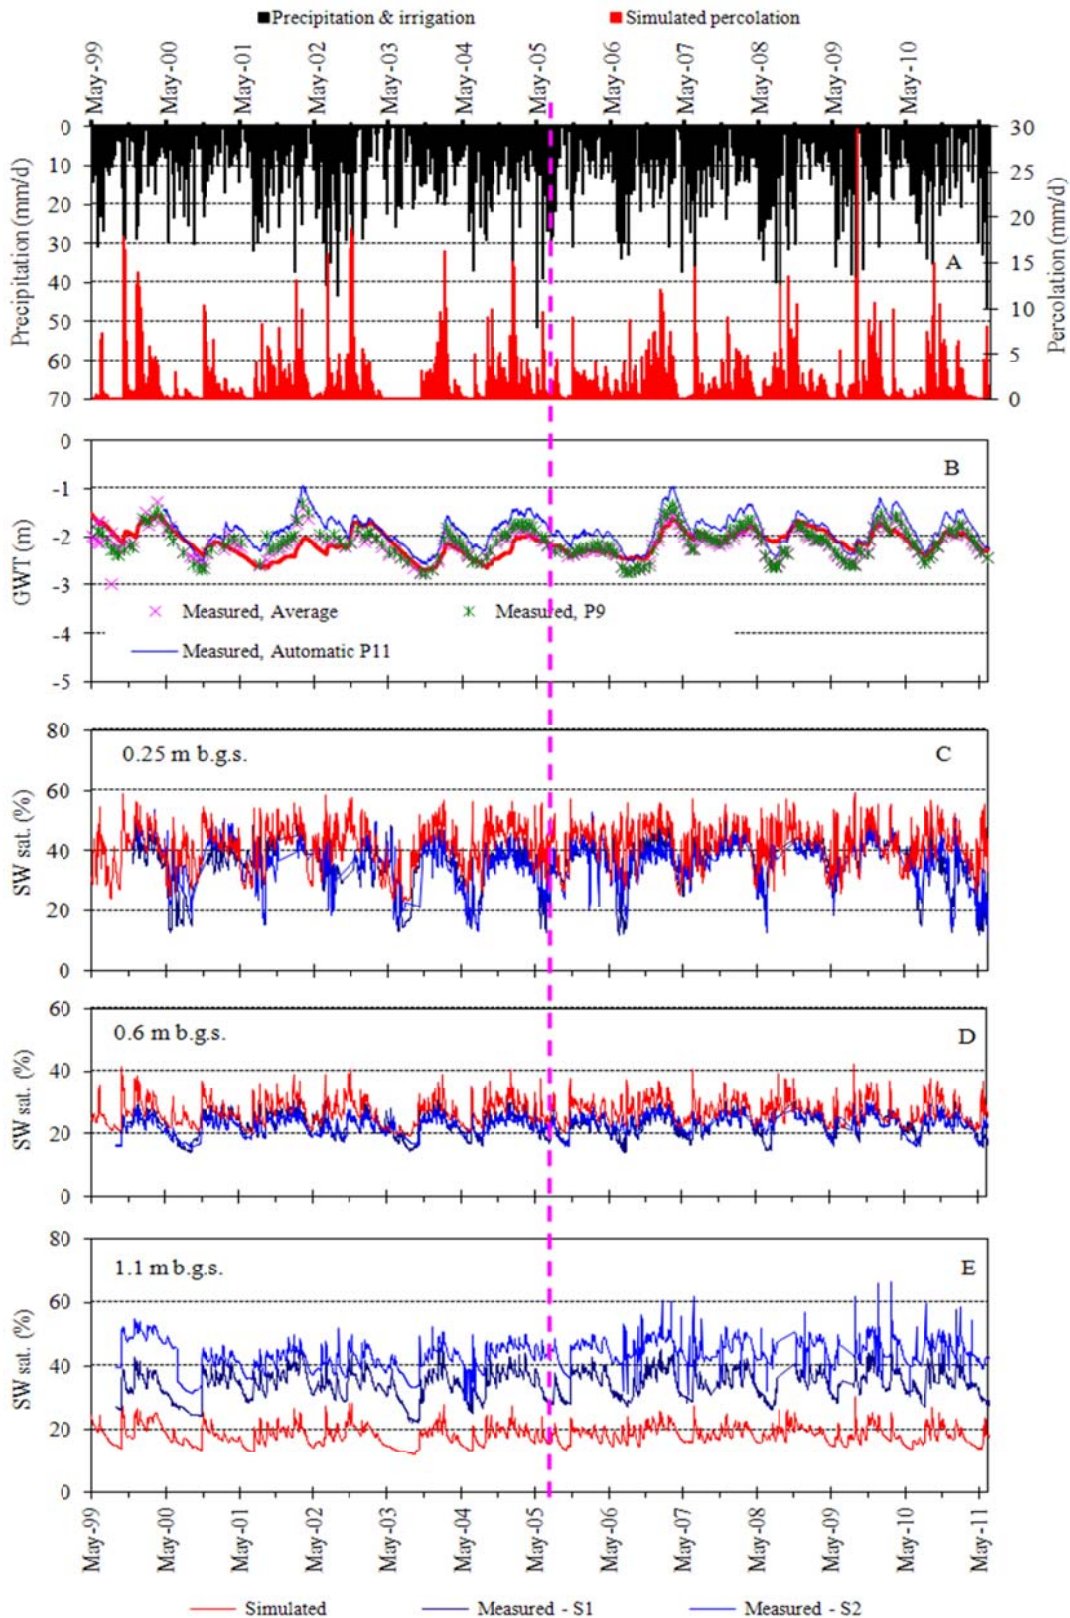 Precipitation & irrigation Simulated percolation
May-99 May-00 May-01 May-02 May-03 May-04 May-05 May-06 May-07 May-08 May-09 May-10
Precipitation (mm/d)
0
10
20
30
40
50
60
70
A
30
25
20
15
10
5
0
Percolation (mm/d)
GWT (m)
0
-1
-2
-3
-4
-5
B
Measured, Average Measured, P9
Measured, Automatic P11
SW sat. (%)
80
60
40
20
0
0.25 m b.g.s. C
SW sat. (%)
60
40
20
0
0.6 m b.g.s. D
SW sat. (%)
80
60
40
20
0
1.1 m b.g.s. E
May-99 May-00 May-01 May-02 May-03 May-04 May-05 May-06 May-07 May-08 May-09 May-10 May-11
Simulated Measured - S1 Measured - S2